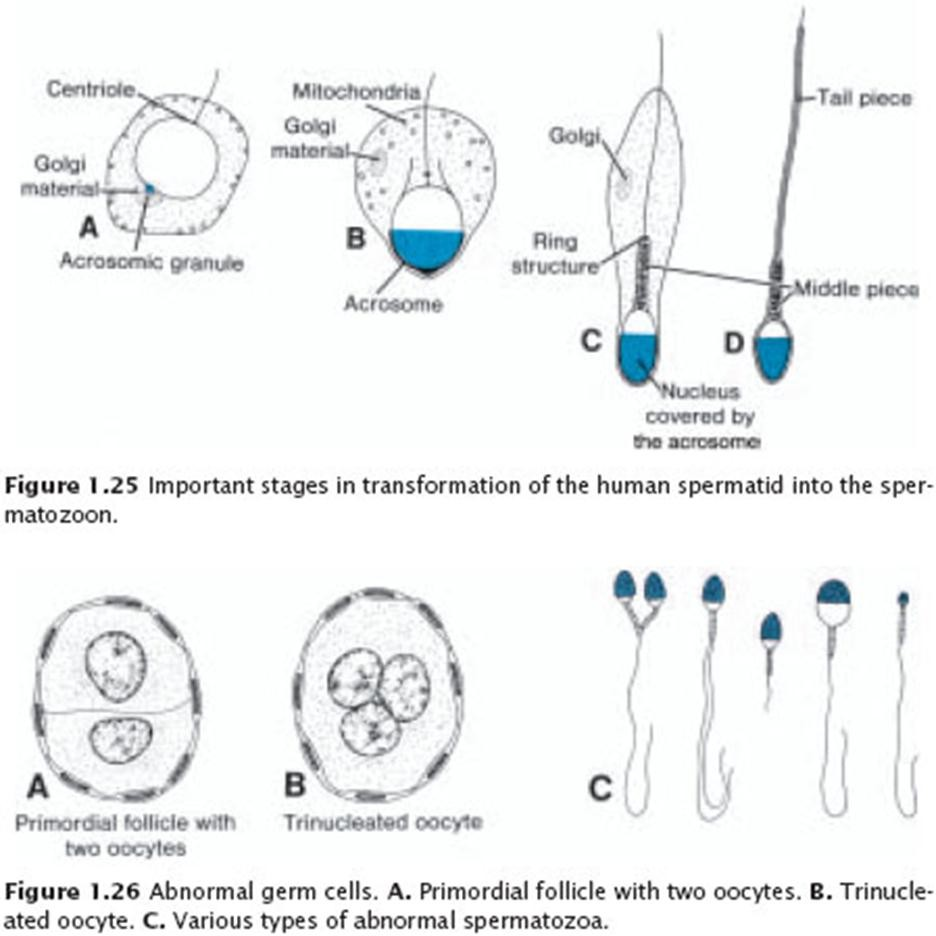 Centriole
Golgi
material
A
Acrosomic granule
Mitochondria
Golgi
material
B
Acrosome
Golgi
Ring
structure
C
Nucleus
covered by
the acrosome
Tail piece
Middle piece
D
Figure 1.25 Important stages in transformation of the human spermatid into the sper-
matozoon.
A
Primordial follicle with
two oocytes
B
Trinucleated oocyte
C
Figure 1.26 Abnormal germ cells. A. Primordial follicle with two oocytes. B. Trinucle-
ated oocyte. C. Various types of abnormal spermatozoa.